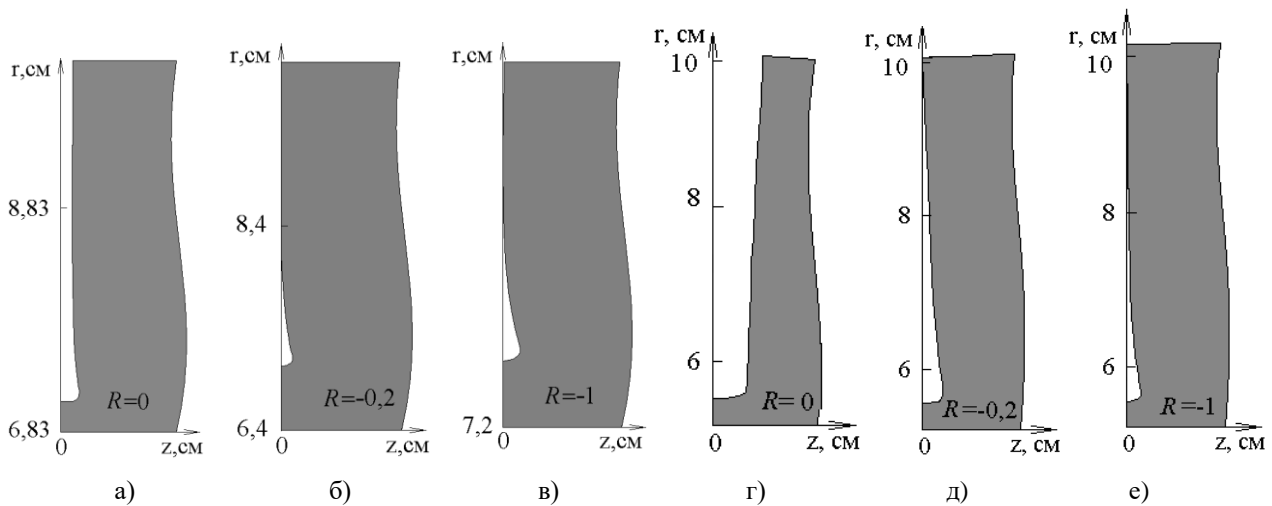 r,см
8,83
6,83
R=0
0
z,см
а)
r,см
8,4
6,4
R=-0,2
0
z,см
б)
r,см
7,2
R=-1
0
z,см
в)
r, см
10
8
6
R= 0
0
z, см
г)
r, см
10
8
6
R=-0,2
0
z, см
д)
r, см
10
8
6
R=-1
0
z, см
е)